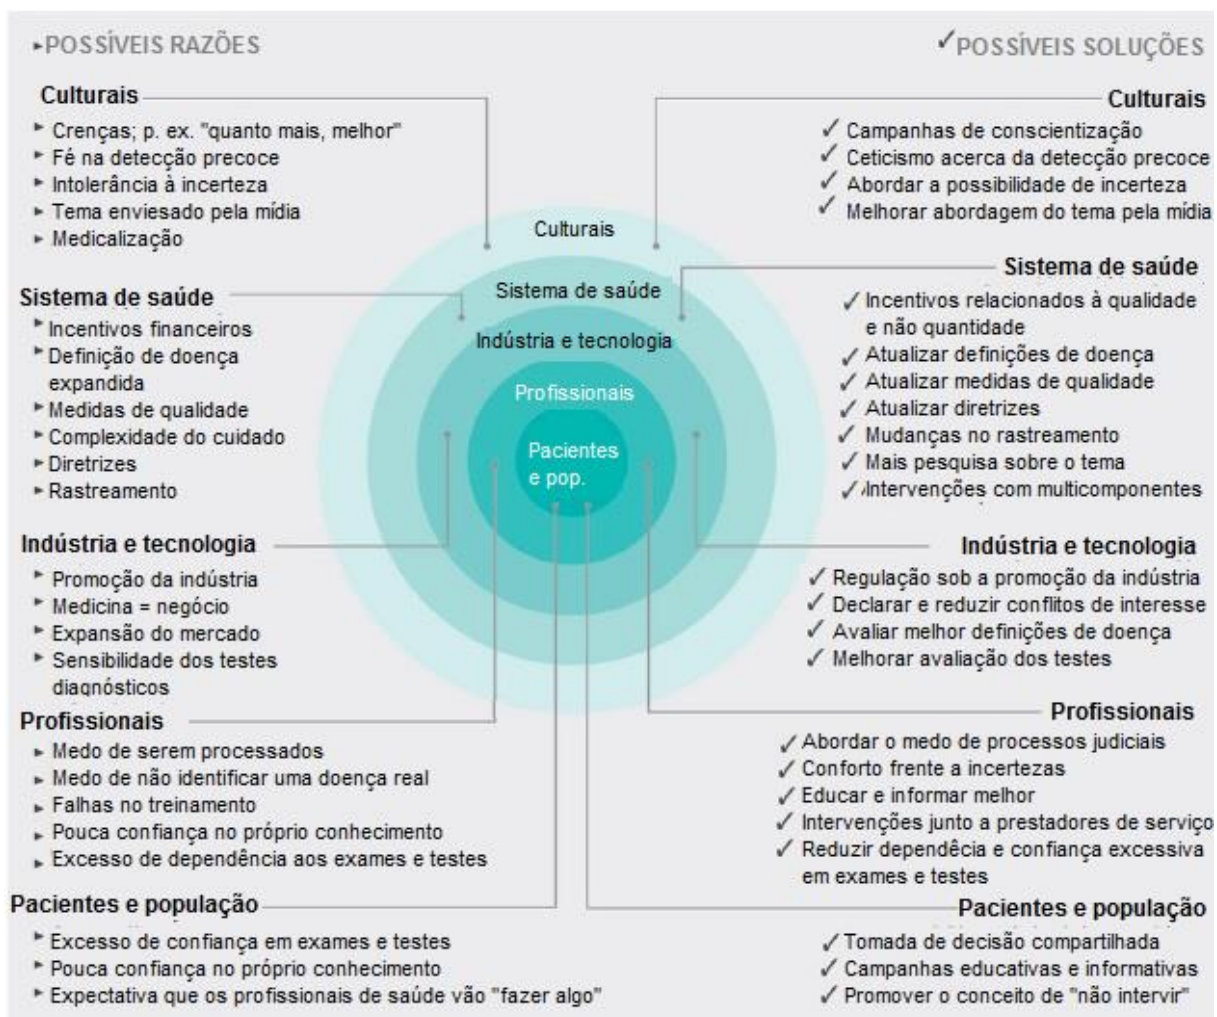 POSSÍVEIS RAZÕES
Culturais
Crenças; p. ex. "quanto mais, melhor"
Fé na detecção precoce
Intolerância à incerteza
Tema enviesado pela mídia
Medicalização
Sistema de saúde
Incentivos financeiros
Definição de doença
expandida
Medidas de qualidade
Complexidade do cuidado
Diretrizes
Rastreamento
Indústria e tecnologia
Promoção da indústria
Medicina = negócio
Expansão do mercado
Sensibilidade dos testes
diagnósticos
Profissionais
Medo de serem processados
Medo de não identificar uma doença real
Falhas no treinamento
Pouca confiança no próprio conhecimento
Excesso de dependência aos exames e testes
Pacientes e população
Excesso de confiança em exames e testes
Pouca confiança no próprio conhecimento
Expectativa que os profissionais de saúde vão "fazer algo"
Culturais
Sistema de saúde
Indústria e tecnologia
Profissionais
Pacientes
e pop.
✓POSSÍVEIS SOLUÇÕES
Culturais
✓ Campanhas de conscientização
✓ Ceticismo acerca da detecção precoce
✓ Abordar a possibilidade de incerteza
✓ Melhorar abordagem do tema pela mídia
Sistema de saúde
✓ Incentivos relacionados à qualidade
e não quantidade
✓ Atualizar definições de doença
✓ Atualizar medidas de qualidade
✓ Atualizar diretrizes
✓ Mudanças no rastreamento
✓ Mais pesquisa sobre o tema
✓ Intervenções com multicomponentes
Indústria e tecnologia
✓ Regulação sob a promoção da indústria
✓ Declarar e reduzir conflitos de interesse
✓ Avaliar melhor definições de doença
✓ Melhorar avaliação dos testes
Profissionais
✓ Abordar o medo de processos judiciais
✓ Conforto frente a incertezas
✓ Educar e informar melhor
✓ Intervenções junto a prestadores de serviço
✓ Reduzir dependêcia e confiança excessiva
em exames e testes
Pacientes e população
✓ Tomada de decisão compartilhada
✓ Campanhas educativas e informativas
✓ Promover o conceito de "não intervir"